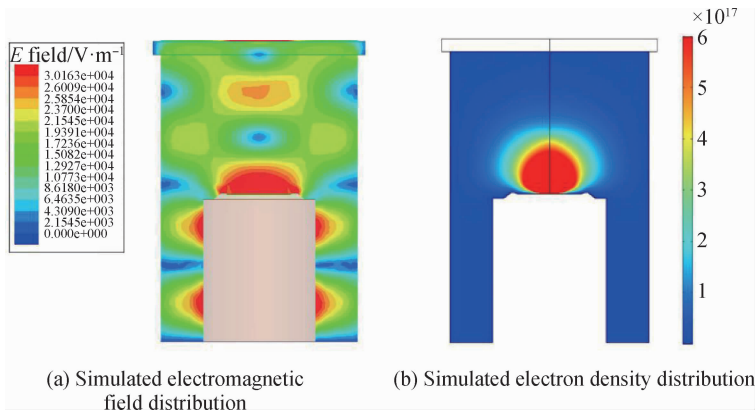 E field/V·m⁻¹
3.0163e+004
2.6009e+004
2.5854e+004
2.3700e+004
2.1545e+004
1.9391e+004
1.7236e+004
1.5082e+004
1.2927e+004
1.0773e+004
8.6180e+003
6.4635e+003
4.3090e+003
2.1545e+003
0.000e+000
×10¹⁷
6
5
4
3
2
1
(a) Simulated electromagnetic
field distribution
(b) Simulated electron density distribution